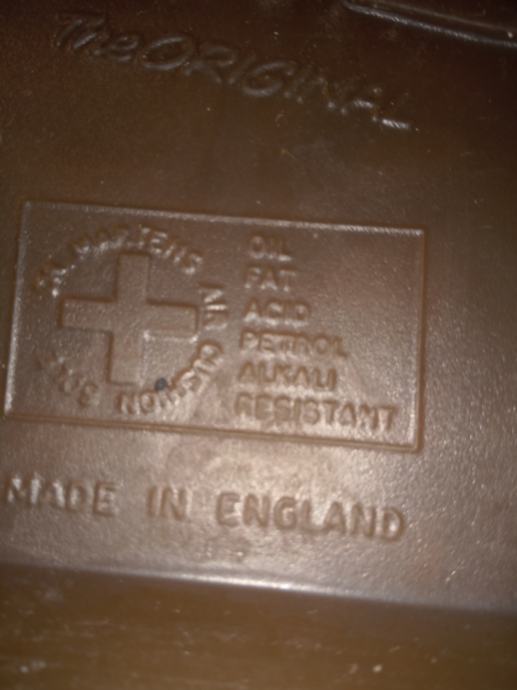 The ORIGINAL
DR. MARTENS AIR CUSHION SOLE
OIL
FAT
ACID
PETROL
ALKALI
RESISTANT
MADE IN ENGLAND